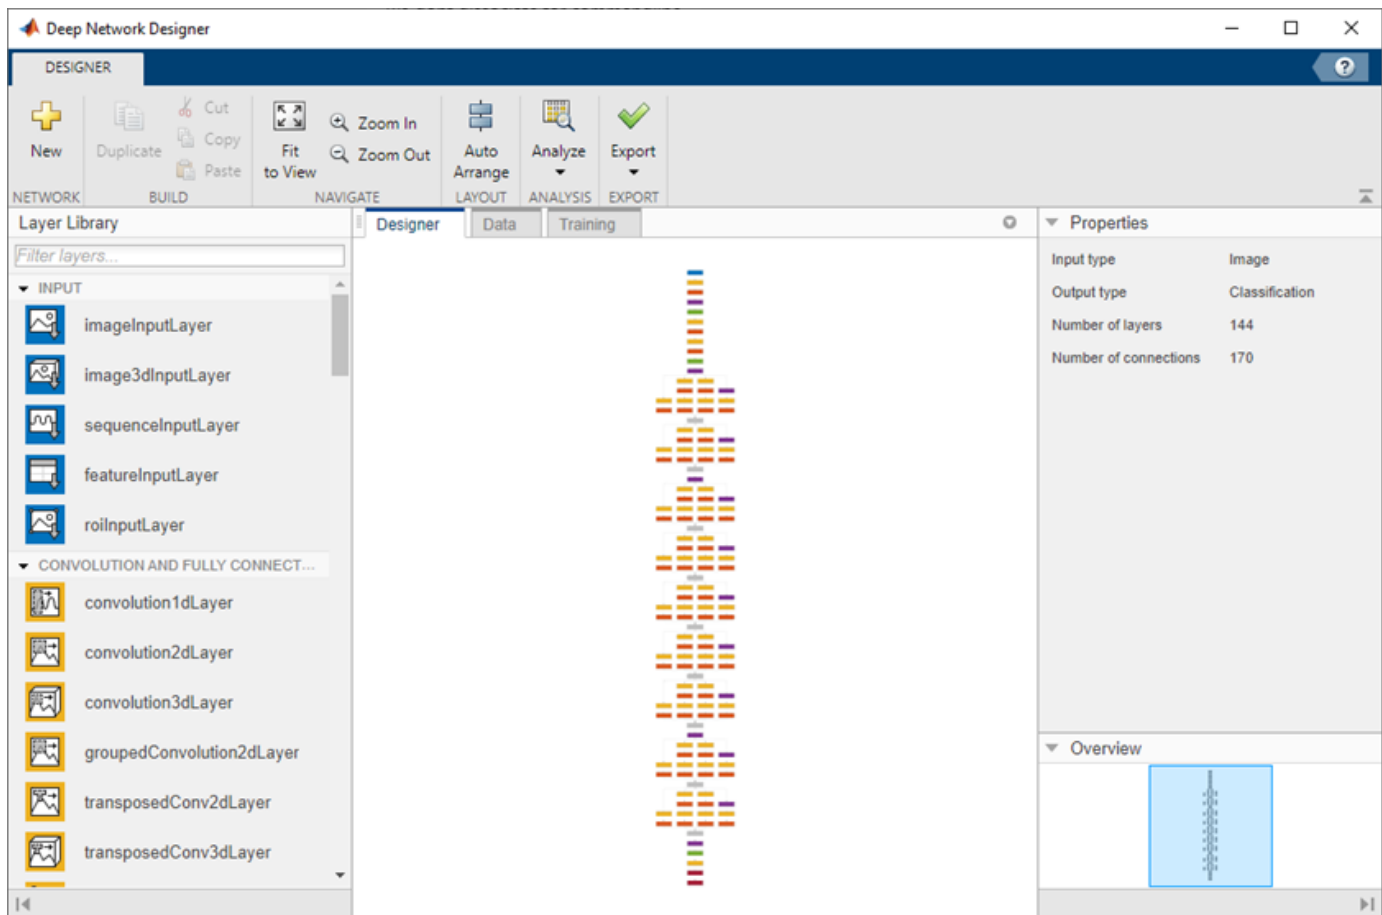 Deep Network Designer
DESIGNER
New
Duplicate
Cut
Copy
Paste
Fit
to View
Zoom In
Zoom Out
Auto
Arrange
Analyze
Export
NETWORK
BUILD
NAVIGATE
LAYOUT
ANALYSIS
EXPORT
Layer Library
Filter layers...
INPUT
imageInputLayer
image3dInputLayer
sequenceInputLayer
featureInputLayer
roiInputLayer
CONVOLUTION AND FULLY CONNECT...
convolution1dLayer
convolution2dLayer
convolution3dLayer
groupedConvolution2dLayer
transposedConv2dLayer
transposedConv3dLayer
Designer
Data
Training
Properties
Input type Image
Output type Classification
Number of layers 144
Number of connections 170
Overview